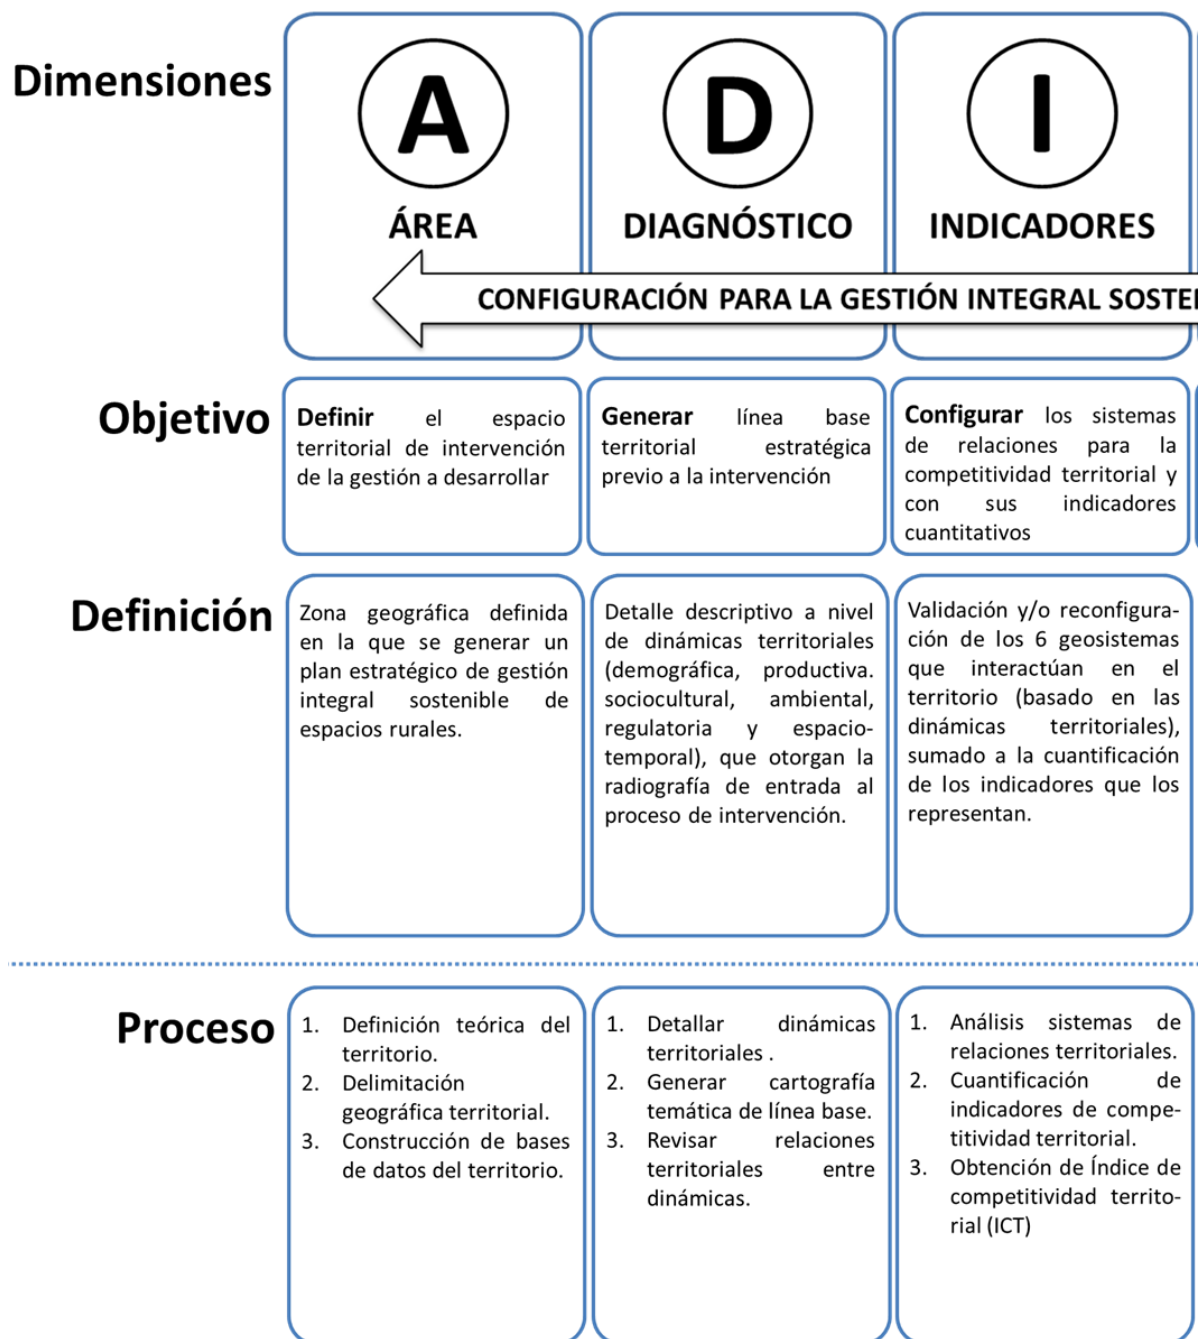 Dimensiones
A
ÁREA
D
DIAGNÓSTICO
I
INDICADORES
CONFIGURACIÓN PARA LA GESTIÓN INTEGRAL
Objetivo
Definir el espacio
territorial de intervención
de la gestión a desarrollar
Generar línea base
territorial estratégica
previo a la intervención
Configurar los sistemas
de relaciones para la
competitividad territorial y
con sus indicadores
cuantitativos
Definición
Zona geográfica definida
en la que se generar un
plan estratégico de gestión
integral sostenible de
espacios rurales.
Detalle descriptivo a nivel
de dinámicas territoriales
(demográfica, productiva.
sociocultural, ambiental,
regulatoria y espacio-
temporal), que otorgan la
radiografía de entrada al
proceso de intervención.
Validación y/o reconfigura-
ción de los 6 geosistemas
que interactúan en el
territorio (basado en las
dinámicas territoriales),
sumado a la cuantificación
de los indicadores que los
representan.
Proceso
1. Definición teórica del
territorio.
2. Delimitación
geográfica territorial.
3. Construcción de bases
de datos del territorio.
1. Detallar dinámicas
territoriales .
2. Generar cartografía
temática de línea base.
3. Revisar relaciones
territoriales entre
dinámicas.
1. Análisis sistemas de
relaciones territoriales.
2. Cuantificación de
indicadores de compe-
titividad territorial.
3. Obtención de Índice de
competitividad territo-
rial (ICT)